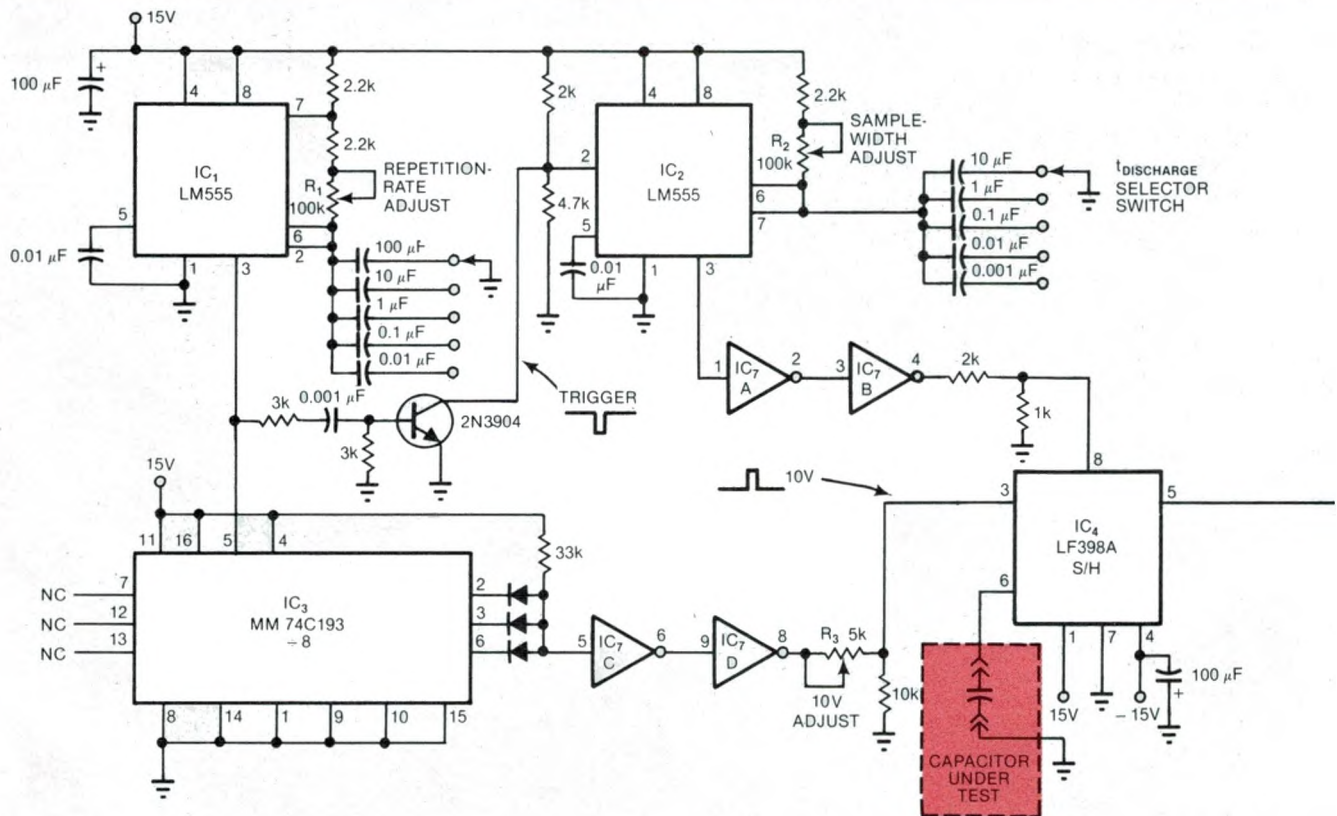 15V
100 μF
+
4
8
7
2.2k
2.2k
IC1
LM555
R1
100k
REPETITION-
RATE
ADJUST
5
0.01 μF
6
2
1
3
100 μF
10 μF
1 μF
0.1 μF
0.01 μF
2k
4.7k
4
8
2
IC2
LM555
5
0.01
μF
1
3
6
7
2.2k
R2
100k
SAMPLE-
WIDTH
ADJUST
10 μF
1 μF
0.1 μF
0.01 μF
0.001 μF
tDISCHARGE
SELECTOR
SWITCH
3k
0.001 μF
3k
2N3904
TRIGGER
1
IC7
A
2
3
IC7
B
4
2k
1k
10V
15V
11
16
5
4
33k
NC
7
NC
12
NC
13
IC3
MM 74C193
÷8
2
3
6
8
14
1
9
10
15
5
IC7
C
6
9
IC7
D
8
R3
5k
10V
ADJUST
10k
8
3
5
IC4
LF398A
S/H
6
1
7
4
15V
–15V
100 μF
+
CAPACITOR
UNDER
TEST